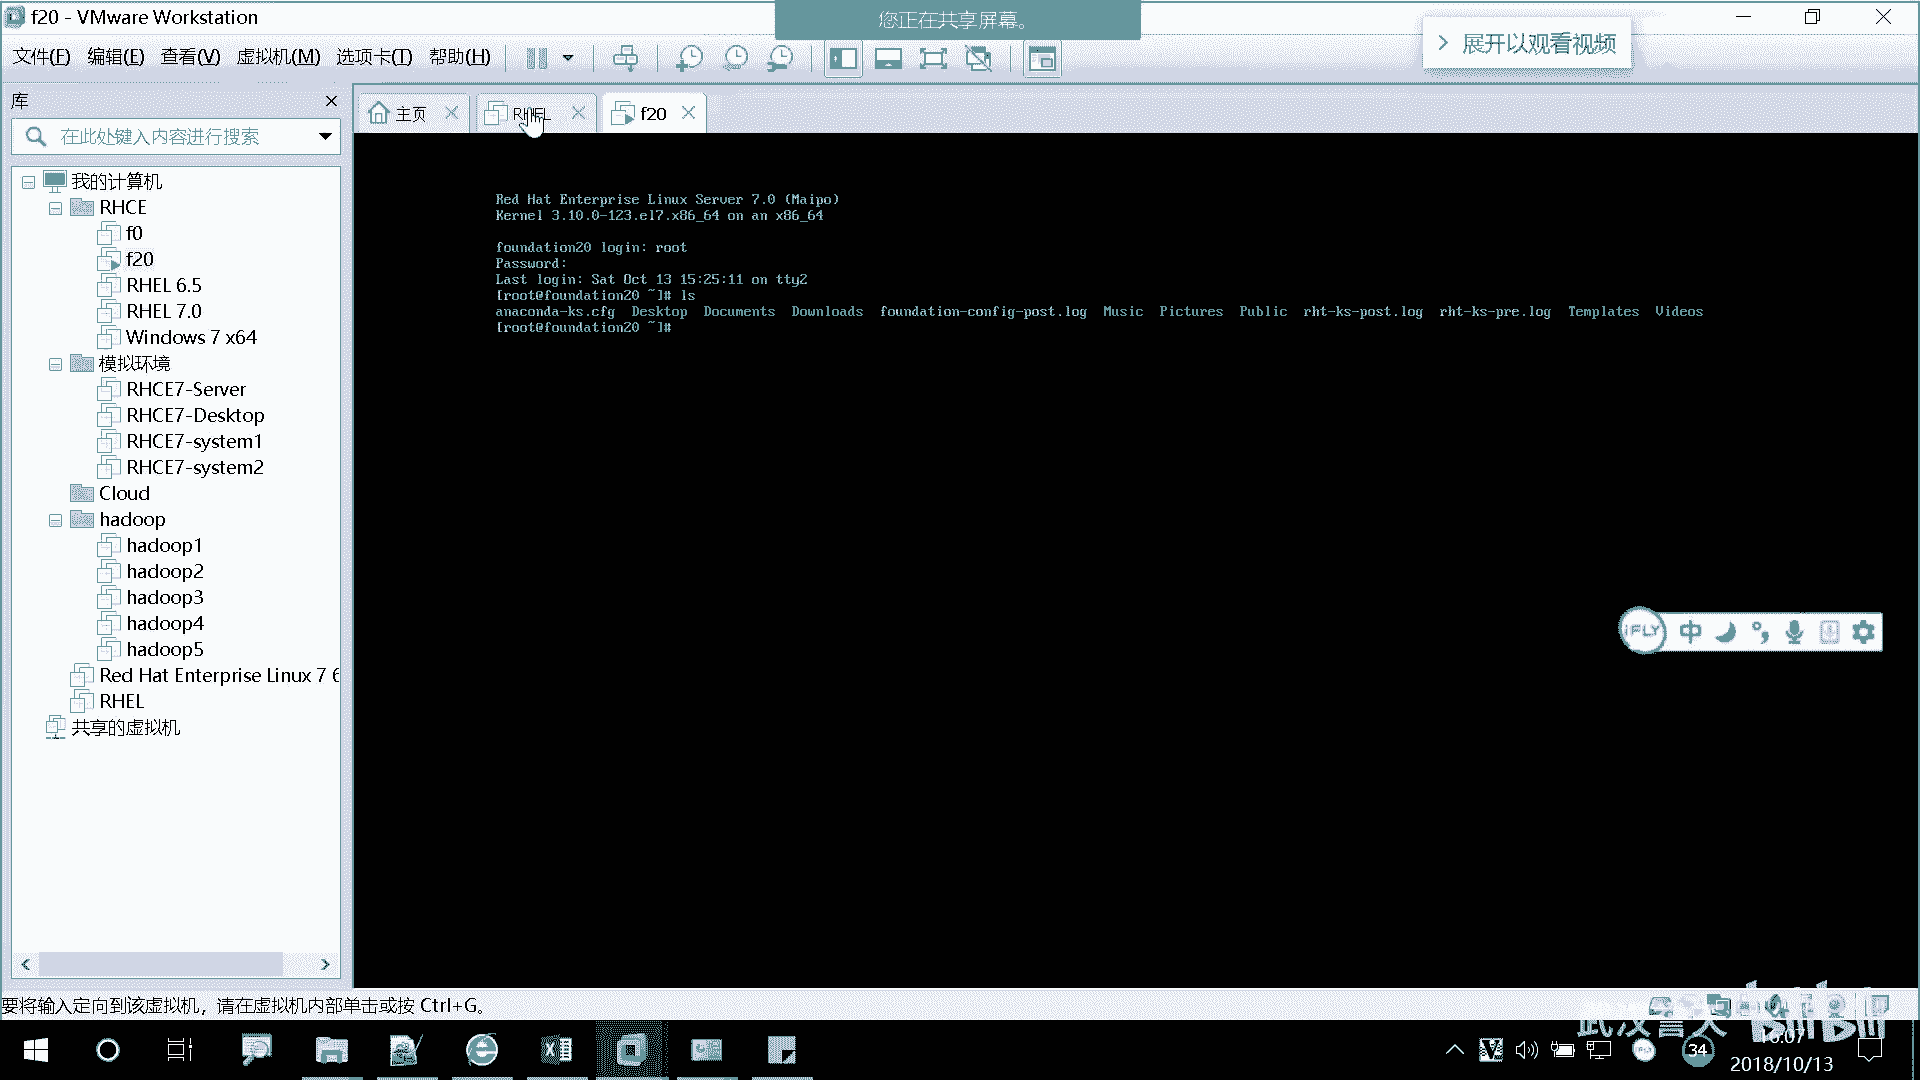 f20 - VMware Workstation
您正在共享屏幕。
文件(F) 编辑(E) 查看(V) 虚拟机(M) 选项卡(T) 帮助(H)
展开以观看视频
库
在此处键入内容进行搜索
主页
RHEL
f20
我的计算机
RHCE
f0
f20
RHEL 6.5
RHEL 7.0
Windows 7 x64
模拟环境
RHCE7-Server
RHCE7-Desktop
RHCE7-system1
RHCE7-system2
Cloud
hadoop
hadoop1
hadoop2
hadoop3
hadoop4
hadoop5
Red Hat Enterprise Linux 7 6
RHEL
共享的虚拟机
Red Hat Enterprise Linux Server 7.0 (Maipo)
Kernel 3.10.0-123.el7.x86_64 on an x86_64
foundation20 login: root
Password:
Last login: Sat Oct 13 15:25:11 on tty2
[root@foundation20 ~]# ls
anaconda-ks.cfg Desktop Documents Downloads foundation-config-post.log Music Pictures Public rht-ks-post.log rht-ks-pre.log Templates Videos
[root@foundation20 ~]#
iFLY 中
要将输入定向到该虚拟机，请在虚拟机内部单击或按 Ctrl+G。
bilibili
34
16:07
2018/10/13